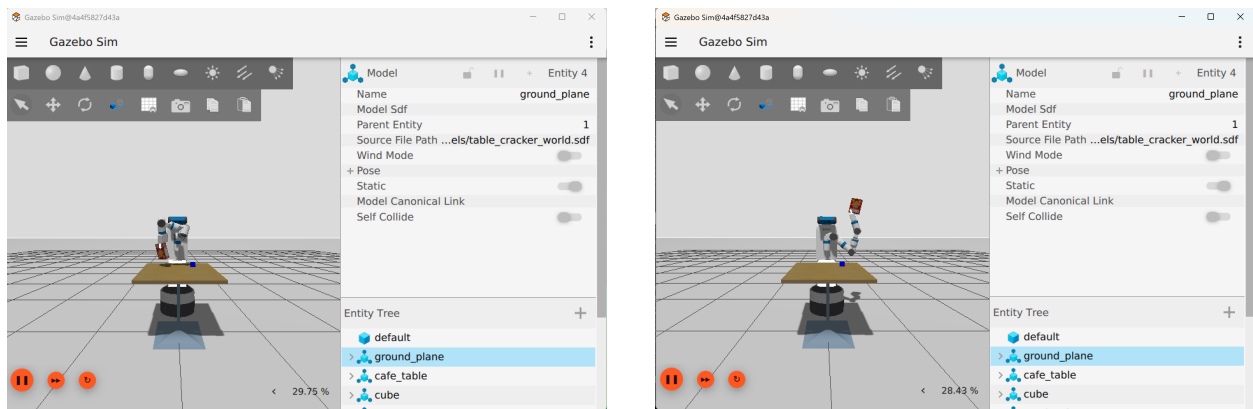 Gazebo Sim@4a4f5827d43a
Gazebo Sim
Model
Entity 4
Name ground_plane
Model Sdf
Parent Entity 1
Source File Path ...els/table_cracker_world.sdf
Wind Mode
+ Pose
Static
Model Canonical Link
Self Collide
Entity Tree
default
ground_plane
cafe_table
cube
29.75 %
Gazebo Sim@4a4f5827d43a
Gazebo Sim
Model
Entity 4
Name ground_plane
Model Sdf
Parent Entity 1
Source File Path ...els/table_cracker_world.sdf
Wind Mode
+ Pose
Static
Model Canonical Link
Self Collide
Entity Tree
default
ground_plane
cafe_table
cube
28.43 %